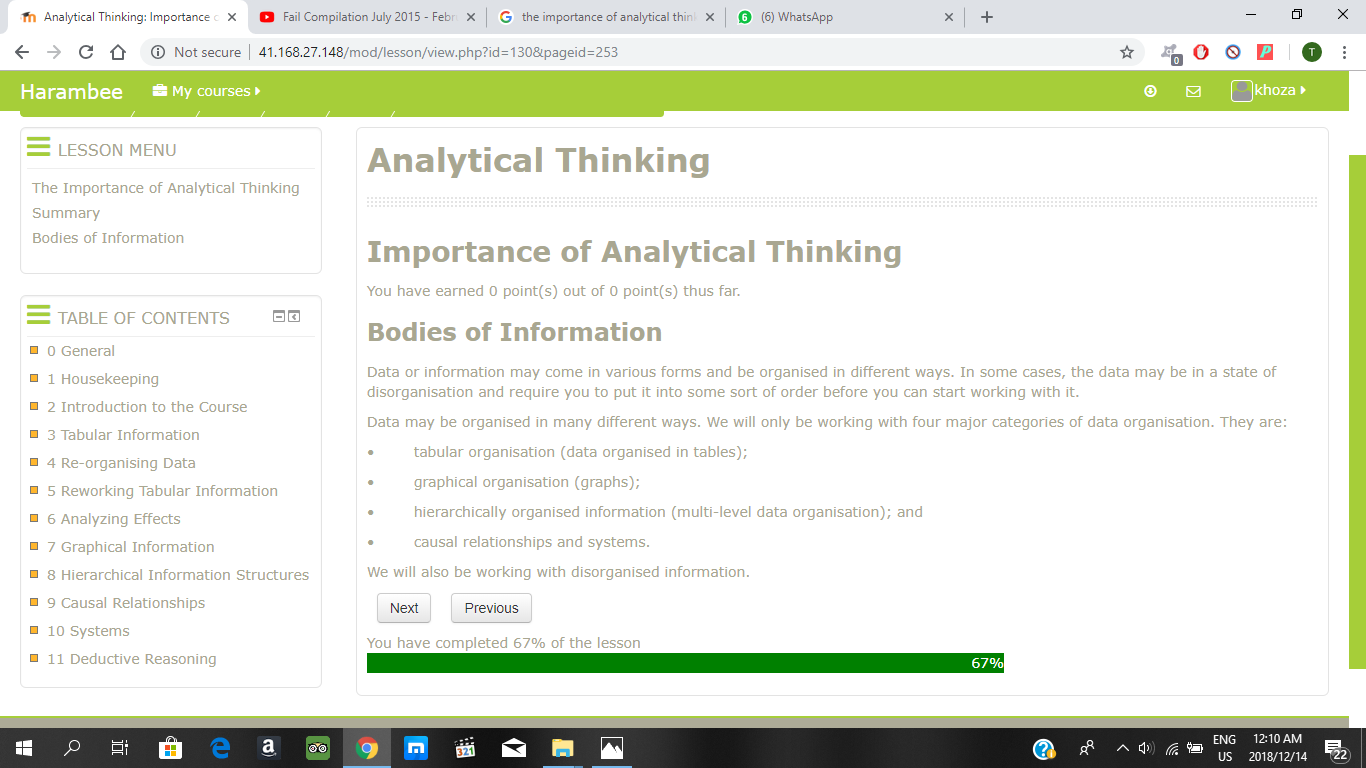 Analytical Thinking: Importance o
Fail Compilation July 2015 - Febru
the importance of analytical think
6 (6) WhatsApp
Not secure 41.168.27.148/mod/lesson/view.php?id=130&pageid=253
0
T
Harambee My courses khoza
LESSON MENU
The Importance of Analytical Thinking
Summary
Bodies of Information
TABLE OF CONTENTS
0 General
1 Housekeeping
2 Introduction to the Course
3 Tabular Information
4 Re-organising Data
5 Reworking Tabular Information
6 Analyzing Effects
7 Graphical Information
8 Hierarchical Information Structures
9 Causal Relationships
10 Systems
11 Deductive Reasoning
Analytical Thinking
Importance of Analytical Thinking
You have earned 0 point(s) out of 0 point(s) thus far.
Bodies of Information
Data or information may come in various forms and be organised in different ways. In some cases, the data may be in a state of
disorganisation and require you to put it into some sort of order before you can start working with it.
Data may be organised in many different ways. We will only be working with four major categories of data organisation. They are:
• tabular organisation (data organised in tables);
• graphical organisation (graphs);
• hierarchically organised information (multi-level data organisation); and
• causal relationships and systems.
We will also be working with disorganised information.
Next Previous
You have completed 67% of the lesson
67%
a
321
ENG
US
12:10 AM
2018/12/14
22